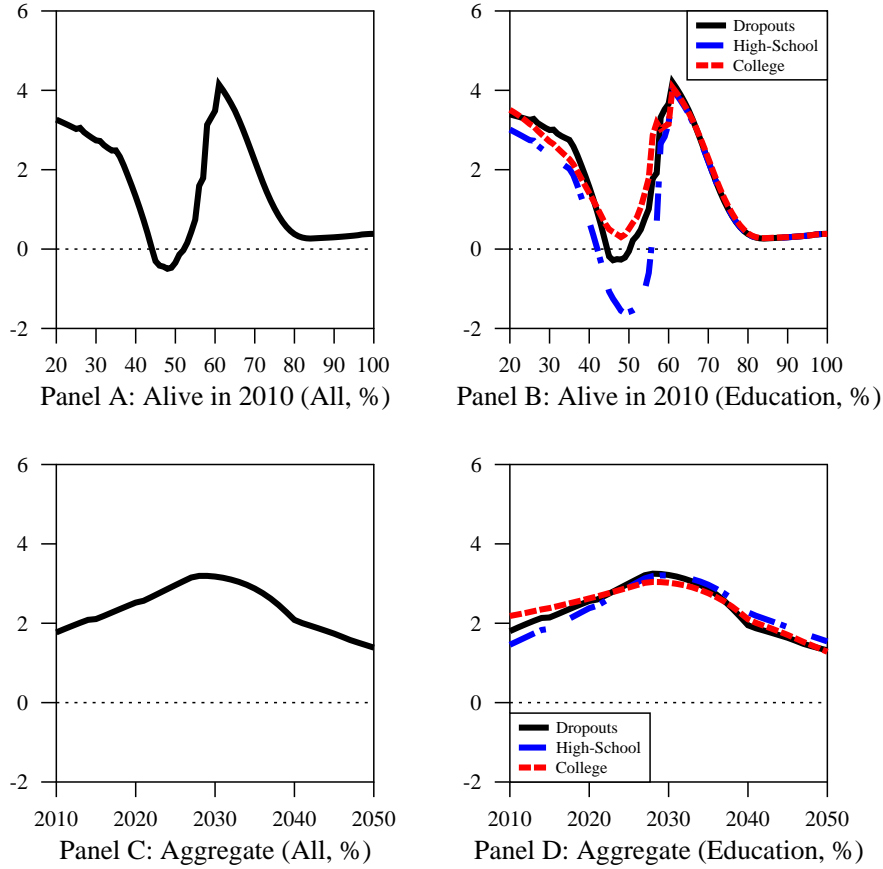 6
4
2
0
-2
20 30 40 50 60 70 80 90 100
Panel A: Alive in 2010 (All, %)
6
4
2
0
-2
Dropouts
High-School
College
20 30 40 50 60 70 80 90 100
Panel B: Alive in 2010 (Education, %)
6
4
2
0
-2
2010 2020 2030 2040 2050
Panel C: Aggregate (All, %)
6
4
2
0
-2
Dropouts
High-School
College
2010 2020 2030 2040 2050
Panel D: Aggregate (Education, %)